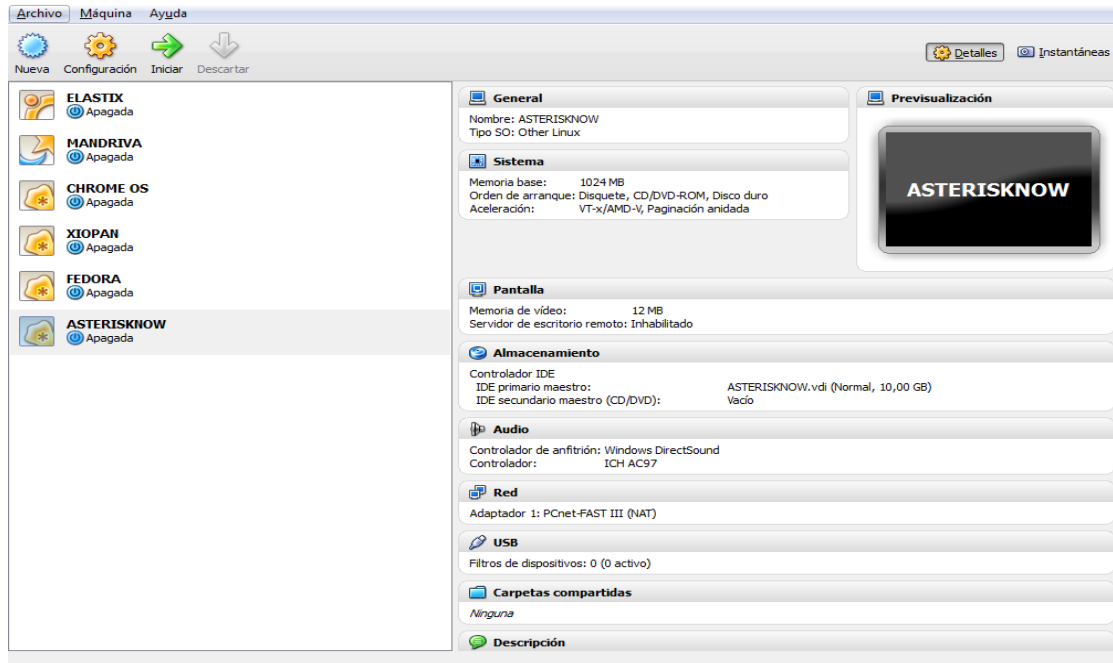 Archivo Máquina Ayuda
Nueva Configuración Iniciar Descartar
Detalles Instantáneas
ELASTIX
Apagada
MANDRIVA
Apagada
CHROME OS
Apagada
XIOPAN
Apagada
FEDORA
Apagada
ASTERISKNOW
Apagada
General
Nombre: ASTERISKNOW
Tipo SO: Other Linux
Sistema
Memoria base: 1024 MB
Orden de arranque: Disquete, CD/DVD-ROM, Disco duro
Aceleración: VT-x/AMD-V, Paginación anidada
Previsualización
ASTERISKNOW
Pantalla
Memoria de vídeo: 12 MB
Servidor de escritorio remoto: Inhabilitado
Almacenamiento
Controlador IDE
IDE primario maestro: ASTERISKNOW.vdi (Normal, 10,00 GB)
IDE secundario maestro (CD/DVD): Vacío
Audio
Controlador de anfitrión: Windows DirectSound
Controlador: ICH AC97
Red
Adaptador 1: PCnet-FAST III (NAT)
USB
Filtros de dispositivos: 0 (0 activo)
Carpetas compartidas
Ninguna
Descripción